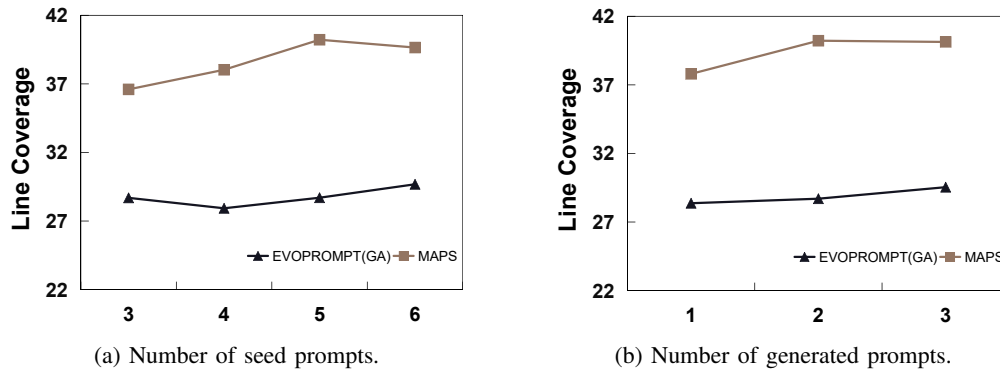 42
37
32
27
22
Line Coverage
EVOPROMPT(GA) MAPS
3 4 5 6
(a) Number of seed prompts.
42
37
32
27
22
Line Coverage
EVOPROMPT(GA) MAPS
1 2 3
(b) Number of generated prompts.